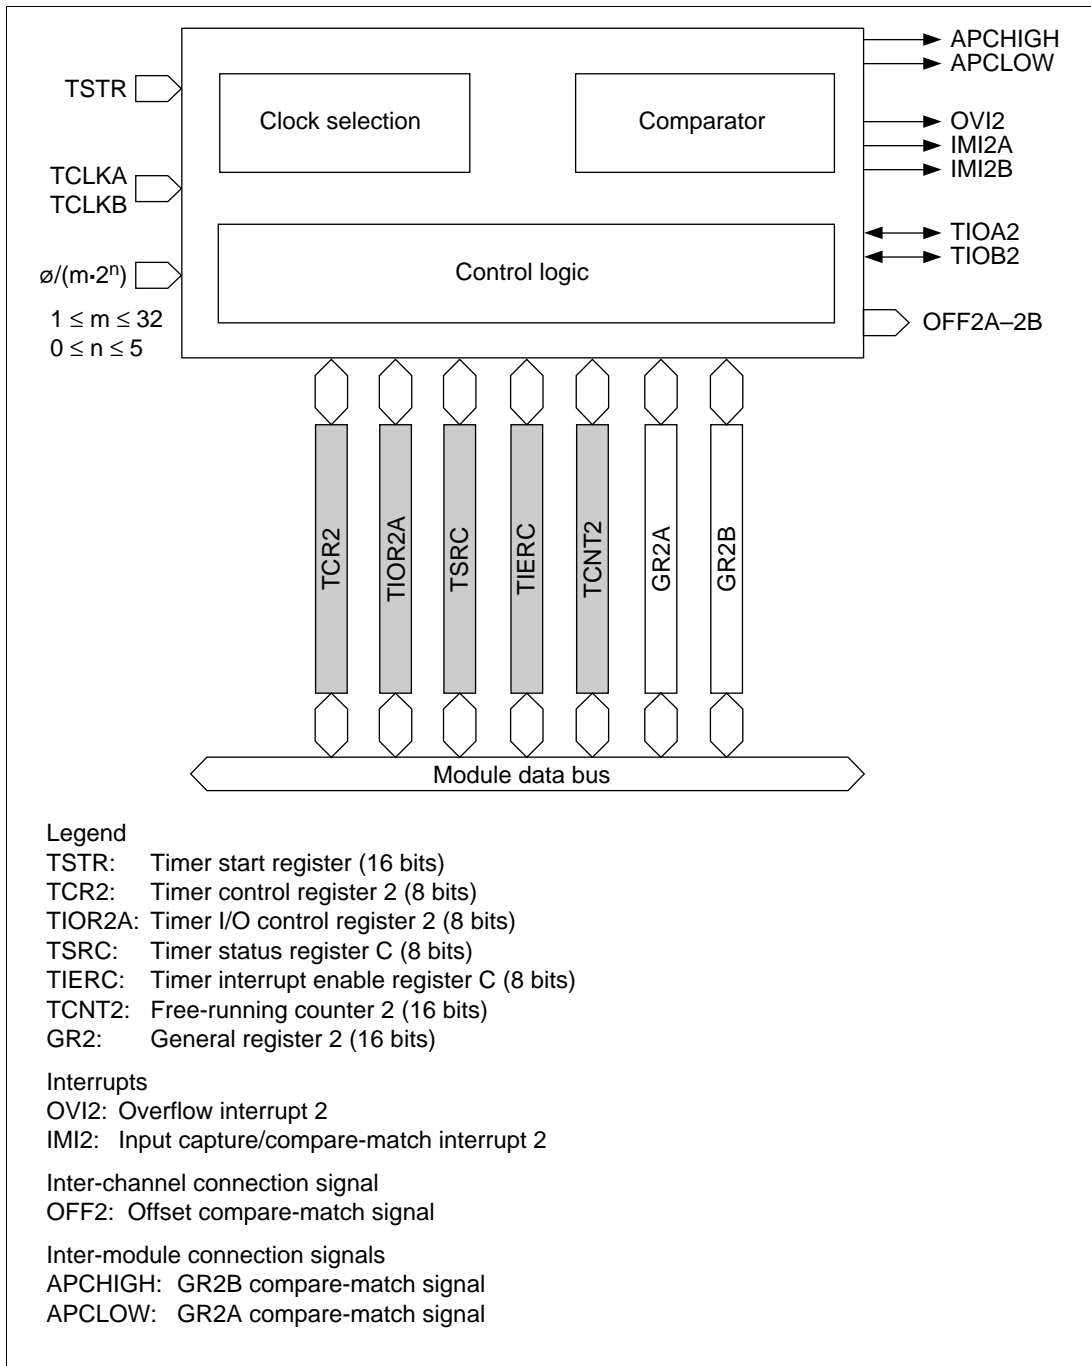 TSTR
TCLKA
TCLKB
ø/(m·2ⁿ)
1 ≤ m ≤ 32
0 ≤ n ≤ 5
Clock selection
Comparator
Control logic
APCHIGH
APCLOW
OVI2
IMI2A
IMI2B
TIOA2
TIOB2
OFF2A–2B
TCR2
TIOR2A
TSRC
TIERC
TCNT2
GR2A
GR2B
Module data bus
Legend
TSTR: Timer start register (16 bits)
TCR2: Timer control register 2 (8 bits)
TIOR2A: Timer I/O control register 2 (8 bits)
TSRC: Timer status register C (8 bits)
TIERC: Timer interrupt enable register C (8 bits)
TCNT2: Free-running counter 2 (16 bits)
GR2: General register 2 (16 bits)
Interrupts
OVI2: Overflow interrupt 2
IMI2: Input capture/compare-match interrupt 2
Inter-channel connection signal
OFF2: Offset compare-match signal
Inter-module connection signals
APCHIGH: GR2B compare-match signal
APCLOW: GR2A compare-match signal